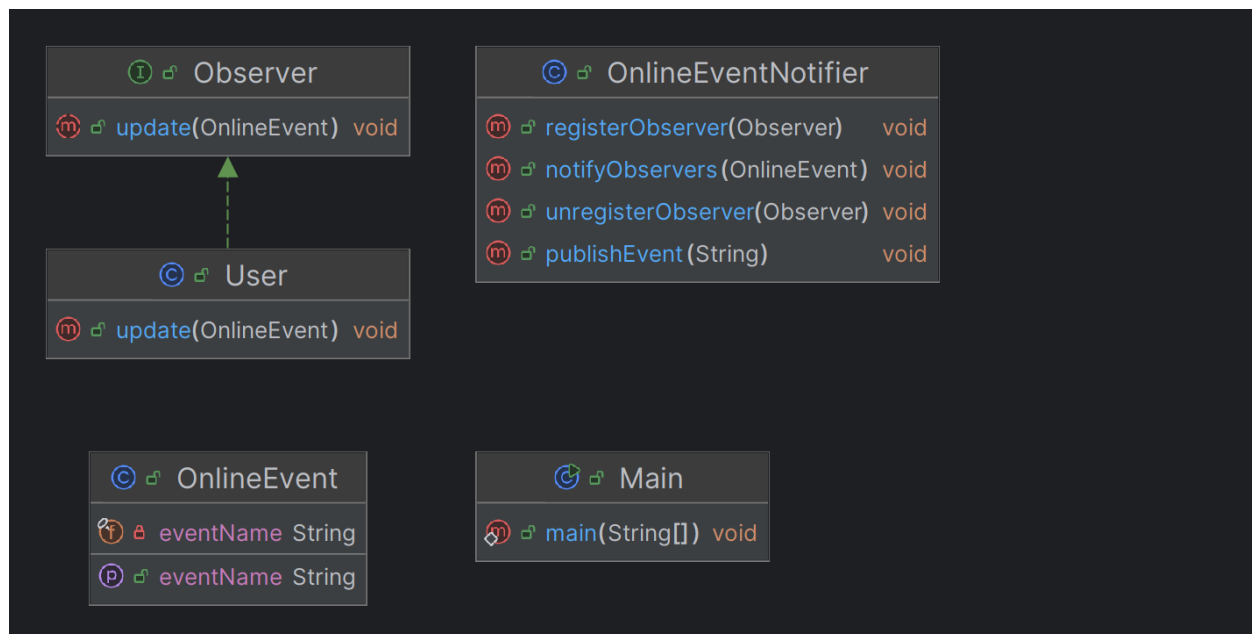 I Observer
m update(OnlineEvent) void
C User
m update(OnlineEvent) void
C OnlineEventNotifier
m registerObserver(Observer) void
m notifyObservers(OnlineEvent) void
m unregisterObserver(Observer) void
m publishEvent(String) void
C OnlineEvent
f eventName String
p eventName String
C Main
m main(String[]) void